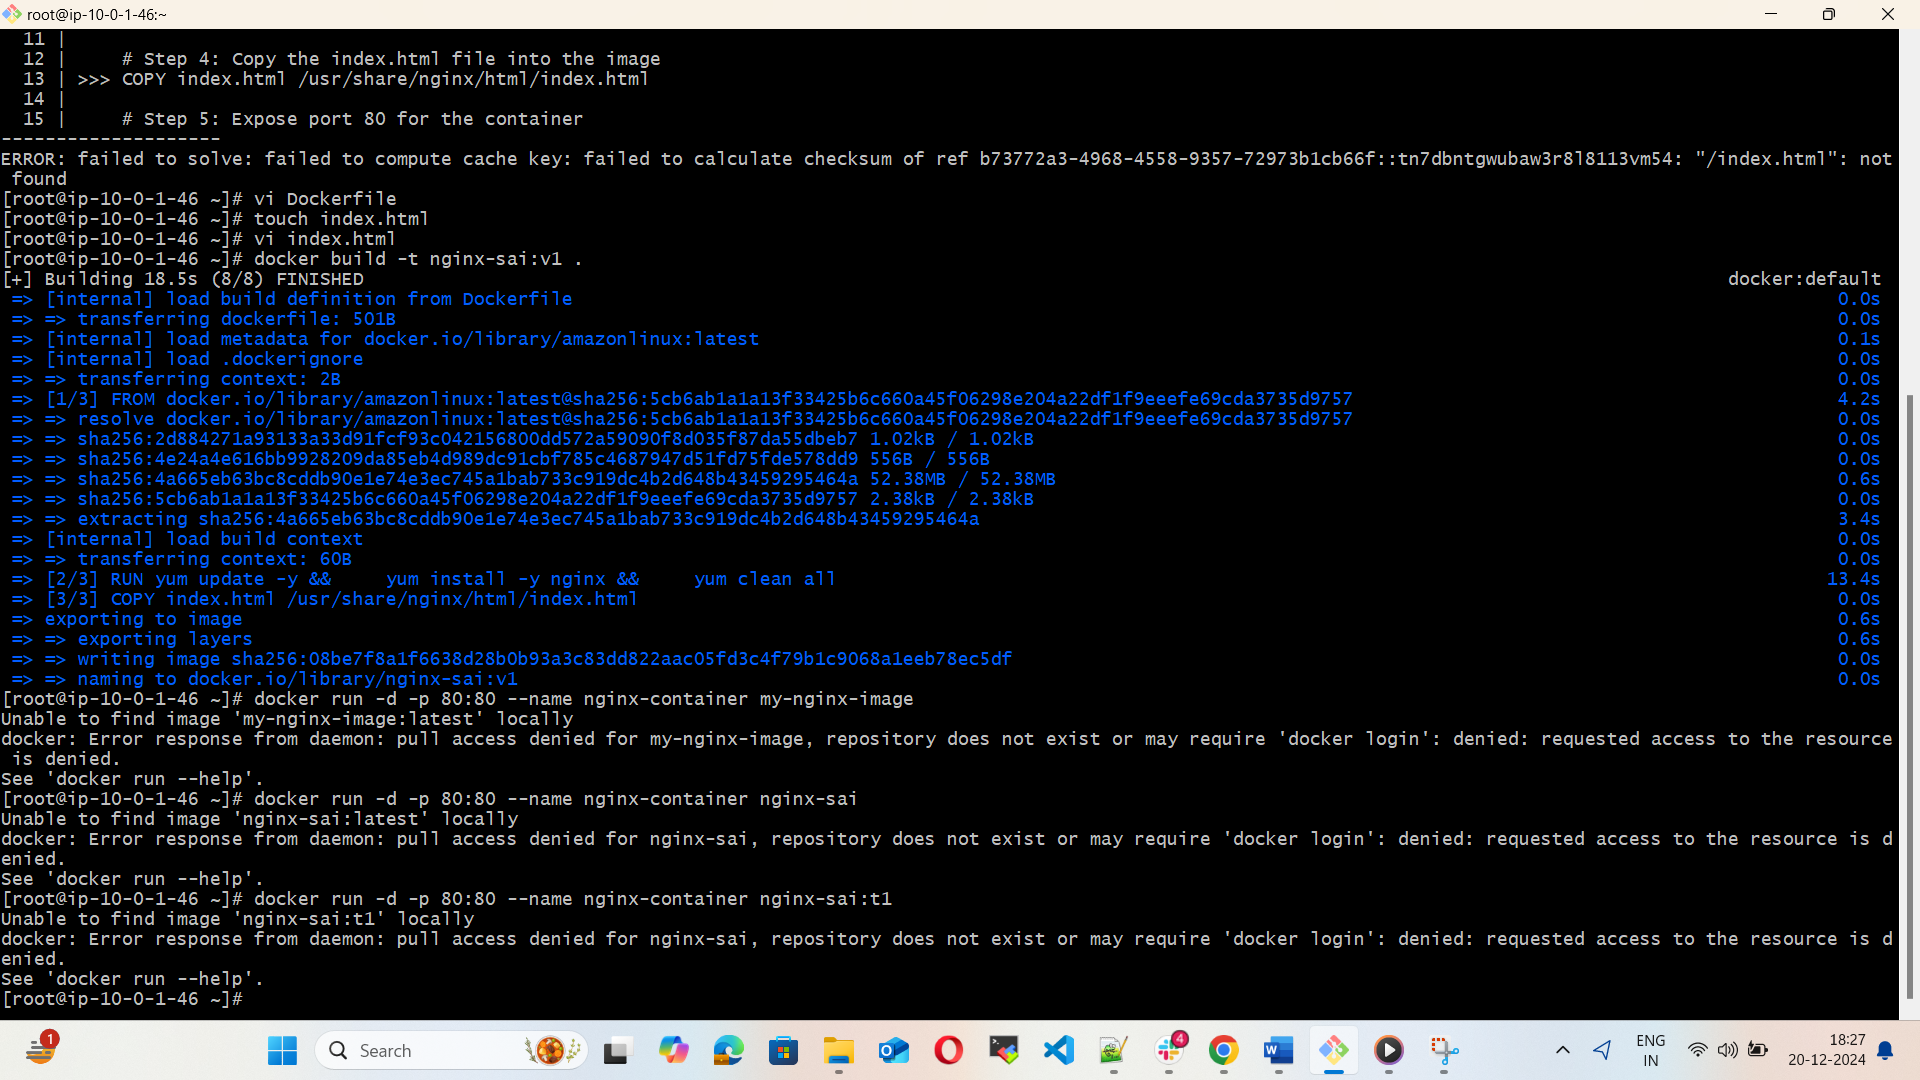 root@ip-10-0-1-46:~
11 |
12 |     # Step 4: Copy the index.html file into the image
13 | >>> COPY index.html /usr/share/nginx/html/index.html
14 |
15 |     # Step 5: Expose port 80 for the container
--------------------
ERROR: failed to solve: failed to compute cache key: failed to calculate checksum of ref b73772a3-4968-4558-9357-72973b1cb66f::tn7dbntgwubaw3r8l8113vm54: "/index.html": not
found
[root@ip-10-0-1-46 ~]# vi Dockerfile
[root@ip-10-0-1-46 ~]# touch index.html
[root@ip-10-0-1-46 ~]# vi index.html
[root@ip-10-0-1-46 ~]# docker build -t nginx-sai:v1 .
[+] Building 18.5s (8/8) FINISHED docker:default
=> [internal] load build definition from Dockerfile 0.0s
=> => transferring dockerfile: 501B 0.0s
=> [internal] load metadata for docker.io/library/amazonlinux:latest 0.1s
=> [internal] load .dockerignore 0.0s
=> => transferring context: 2B 0.0s
=> [1/3] FROM docker.io/library/amazonlinux:latest@sha256:5cb6ab1a1a13f33425b6c660a45f06298e204a22df1f9eeefe69cda3735d9757 4.2s
=> => resolve docker.io/library/amazonlinux:latest@sha256:5cb6ab1a1a13f33425b6c660a45f06298e204a22df1f9eeefe69cda3735d9757 0.0s
=> => sha256:2d884271a93133a33d91fcf93c042156800dd572a59090f8d035f87da55dbeb7 1.02kB / 1.02kB 0.0s
=> => sha256:4e24a4e616bb9928209da85eb4d989dc91cbf785c4687947d51fd75fde578dd9 556B / 556B 0.0s
=> => sha256:4a665eb63bc8cddb90e1e74e3ec745a1bab733c919dc4b2d648b43459295464a 52.38MB / 52.38MB 0.6s
=> => sha256:5cb6ab1a1a13f33425b6c660a45f06298e204a22df1f9eeefe69cda3735d9757 2.38kB / 2.38kB 0.0s
=> => extracting sha256:4a665eb63bc8cddb90e1e74e3ec745a1bab733c919dc4b2d648b43459295464a 3.4s
=> [internal] load build context 0.0s
=> => transferring context: 60B 0.0s
=> [2/3] RUN yum update -y &&     yum install -y nginx &&     yum clean all 13.4s
=> [3/3] COPY index.html /usr/share/nginx/html/index.html 0.0s
=> exporting to image 0.6s
=> => exporting layers 0.6s
=> => writing image sha256:08be7f8a1f6638d28b0b93a3c83dd822aac05fd3c4f79b1c9068a1eeb78ec5df 0.0s
=> => naming to docker.io/library/nginx-sai:v1 0.0s
[root@ip-10-0-1-46 ~]# docker run -d -p 80:80 --name nginx-container my-nginx-image
Unable to find image 'my-nginx-image:latest' locally
docker: Error response from daemon: pull access denied for my-nginx-image, repository does not exist or may require 'docker login': denied: requested access to the resource
is denied.
See 'docker run --help'.
[root@ip-10-0-1-46 ~]# docker run -d -p 80:80 --name nginx-container nginx-sai
Unable to find image 'nginx-sai:latest' locally
docker: Error response from daemon: pull access denied for nginx-sai, repository does not exist or may require 'docker login': denied: requested access to the resource is d
enied.
See 'docker run --help'.
[root@ip-10-0-1-46 ~]# docker run -d -p 80:80 --name nginx-container nginx-sai:t1
Unable to find image 'nginx-sai:t1' locally
docker: Error response from daemon: pull access denied for nginx-sai, repository does not exist or may require 'docker login': denied: requested access to the resource is d
enied.
See 'docker run --help'.
[root@ip-10-0-1-46 ~]#
1
Search
4
ENG
IN
18:27
20-12-2024